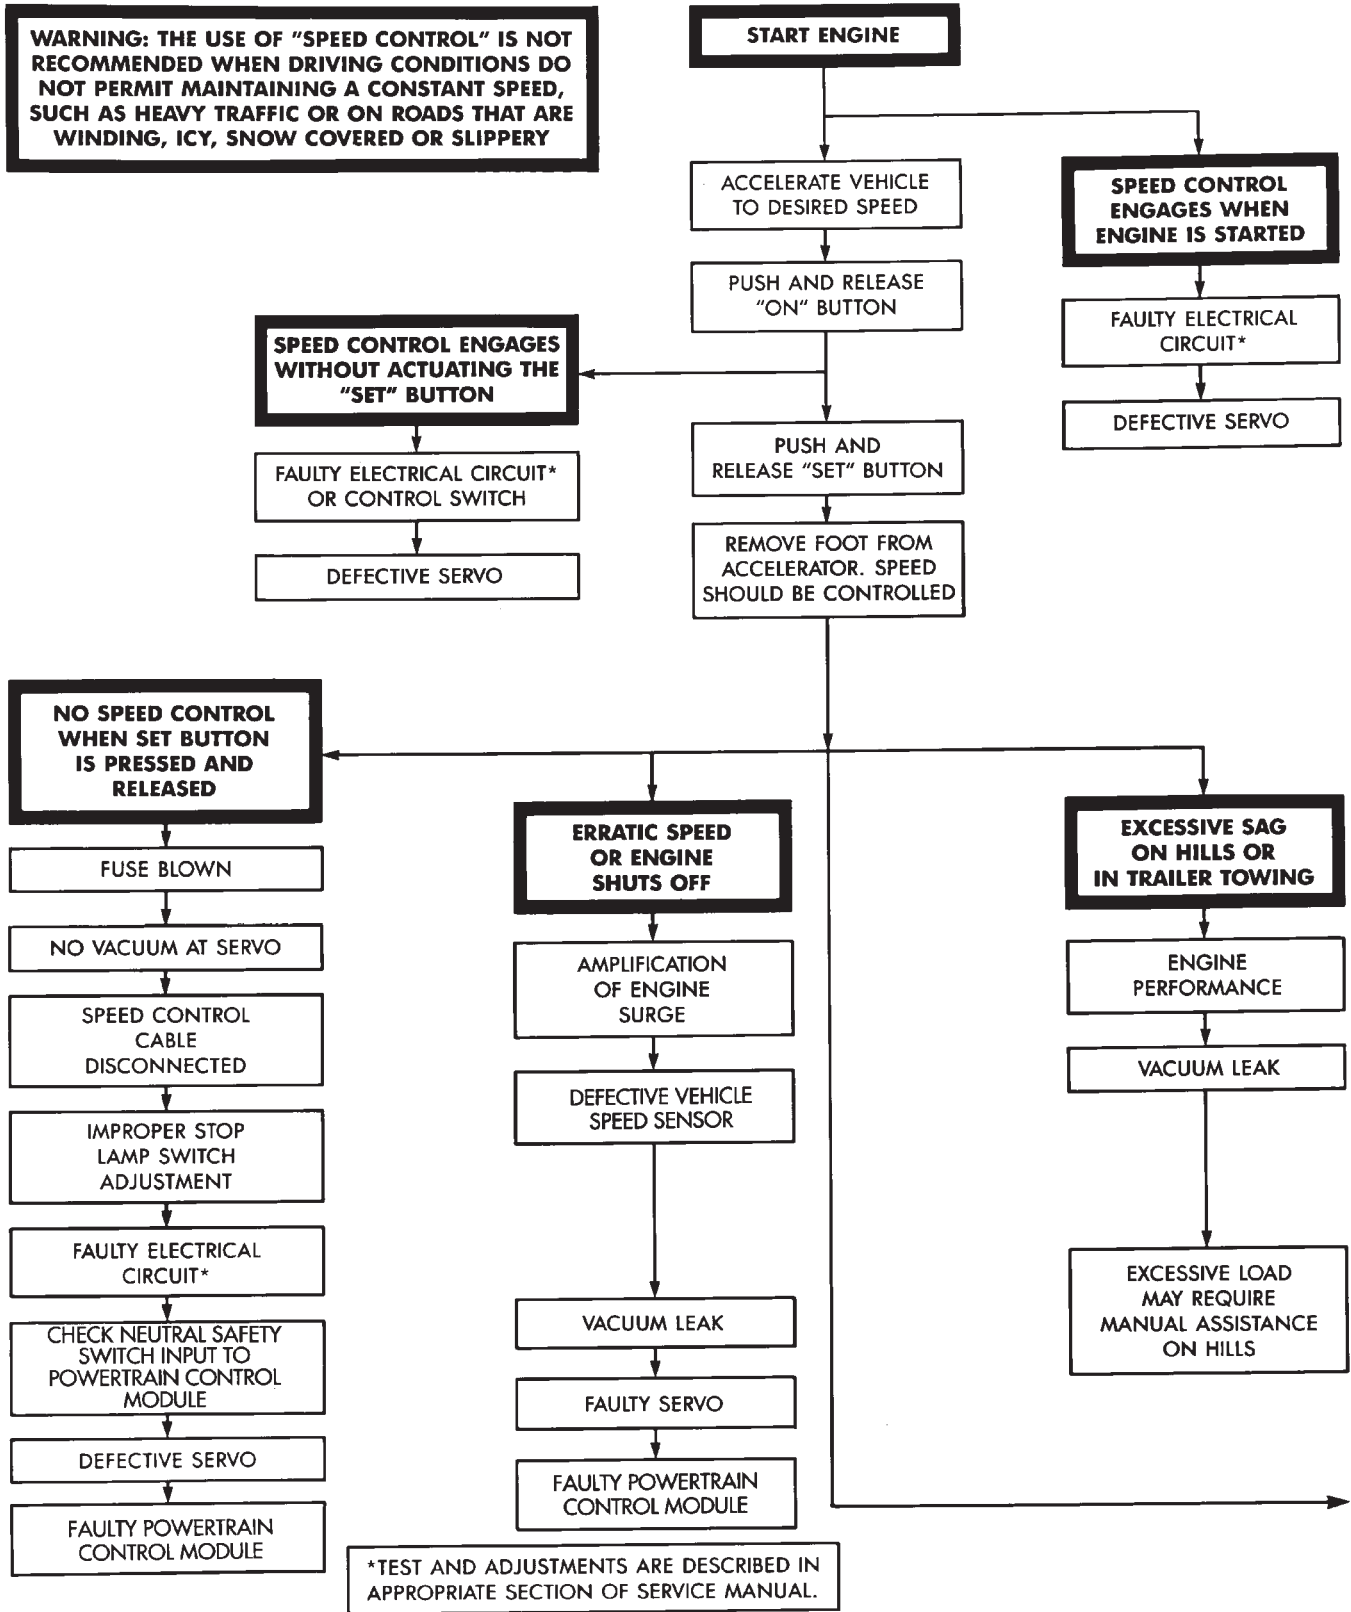 WARNING: THE USE OF "SPEED CONTROL" IS NOT
RECOMMENDED WHEN DRIVING CONDITIONS DO
NOT PERMIT MAINTAINING A CONSTANT SPEED,
SUCH AS HEAVY TRAFFIC OR ON ROADS THAT ARE
WINDING, ICY, SNOW COVERED OR SLIPPERY
START ENGINE
ACCELERATE VEHICLE
TO DESIRED SPEED
SPEED CONTROL
ENGAGES WHEN
ENGINE IS STARTED
PUSH AND RELEASE
"ON" BUTTON
FAULTY ELECTRICAL
CIRCUIT*
DEFECTIVE SERVO
SPEED CONTROL ENGAGES
WITHOUT ACTUATING THE
"SET" BUTTON
FAULTY ELECTRICAL CIRCUIT*
OR CONTROL SWITCH
DEFECTIVE SERVO
PUSH AND
RELEASE "SET" BUTTON
REMOVE FOOT FROM
ACCELERATOR. SPEED
SHOULD BE CONTROLLED
NO SPEED CONTROL
WHEN SET BUTTON
IS PRESSED AND
RELEASED
FUSE BLOWN
NO VACUUM AT SERVO
SPEED CONTROL
CABLE
DISCONNECTED
IMPROPER STOP
LAMP SWITCH
ADJUSTMENT
FAULTY ELECTRICAL
CIRCUIT*
CHECK NEUTRAL SAFETY
SWITCH INPUT TO
POWERTRAIN CONTROL
MODULE
DEFECTIVE SERVO
FAULTY POWERTRAIN
CONTROL MODULE
ERRATIC SPEED
OR ENGINE
SHUTS OFF
AMPLIFICATION
OF ENGINE
SURGE
DEFECTIVE VEHICLE
SPEED SENSOR
VACUUM LEAK
FAULTY SERVO
FAULTY POWERTRAIN
CONTROL MODULE
EXCESSIVE SAG
ON HILLS OR
IN TRAILER TOWING
ENGINE
PERFORMANCE
VACUUM LEAK
EXCESSIVE LOAD
MAY REQUIRE
MANUAL ASSISTANCE
ON HILLS
*TEST AND ADJUSTMENTS ARE DESCRIBED IN
APPROPRIATE SECTION OF SERVICE MANUAL.